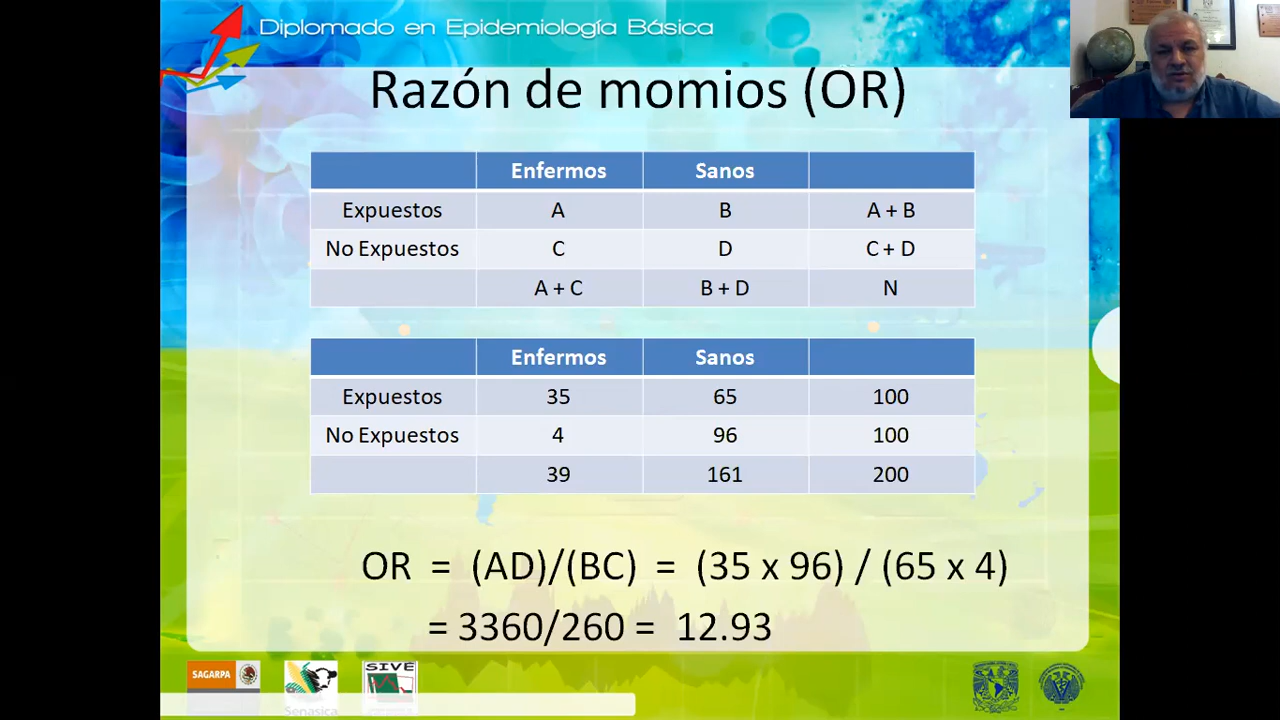 Diplomado en Epidemiología Básica
Razón de momios (OR)
Enfermos Sanos
Expuestos A B A + B
No Expuestos C D C + D
A + C B + D N
Enfermos Sanos
Expuestos 35 65 100
No Expuestos 4 96 100
39 161 200
OR = (AD)/(BC) = (35 x 96) / (65 x 4)
= 3360/260 = 12.93
SAGARPA
SIVE
Senasica